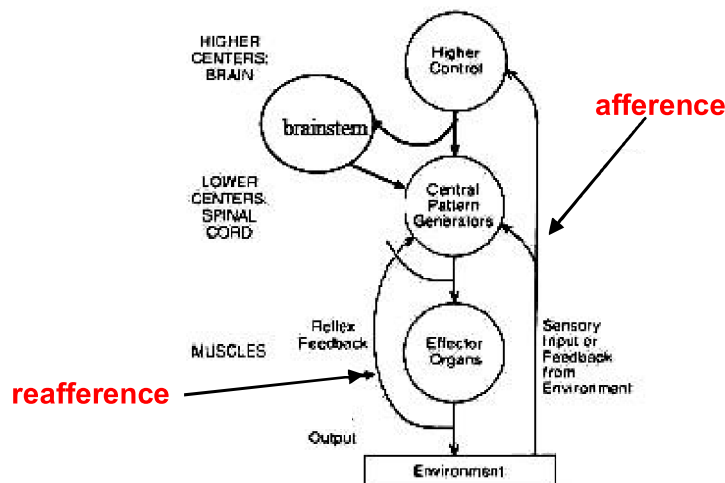 HIGHER
CENTERS:
BRAIN
Higher
Control
afference
brainstem
LOWER
CENTERS:
SPINAL
CORD
Central
Pattern
Generators
Reflex
Feedback
MUSCLES
Effector
Organs
Sensory
Input or
Feedback
from
Environment
reafference
Output
Environment